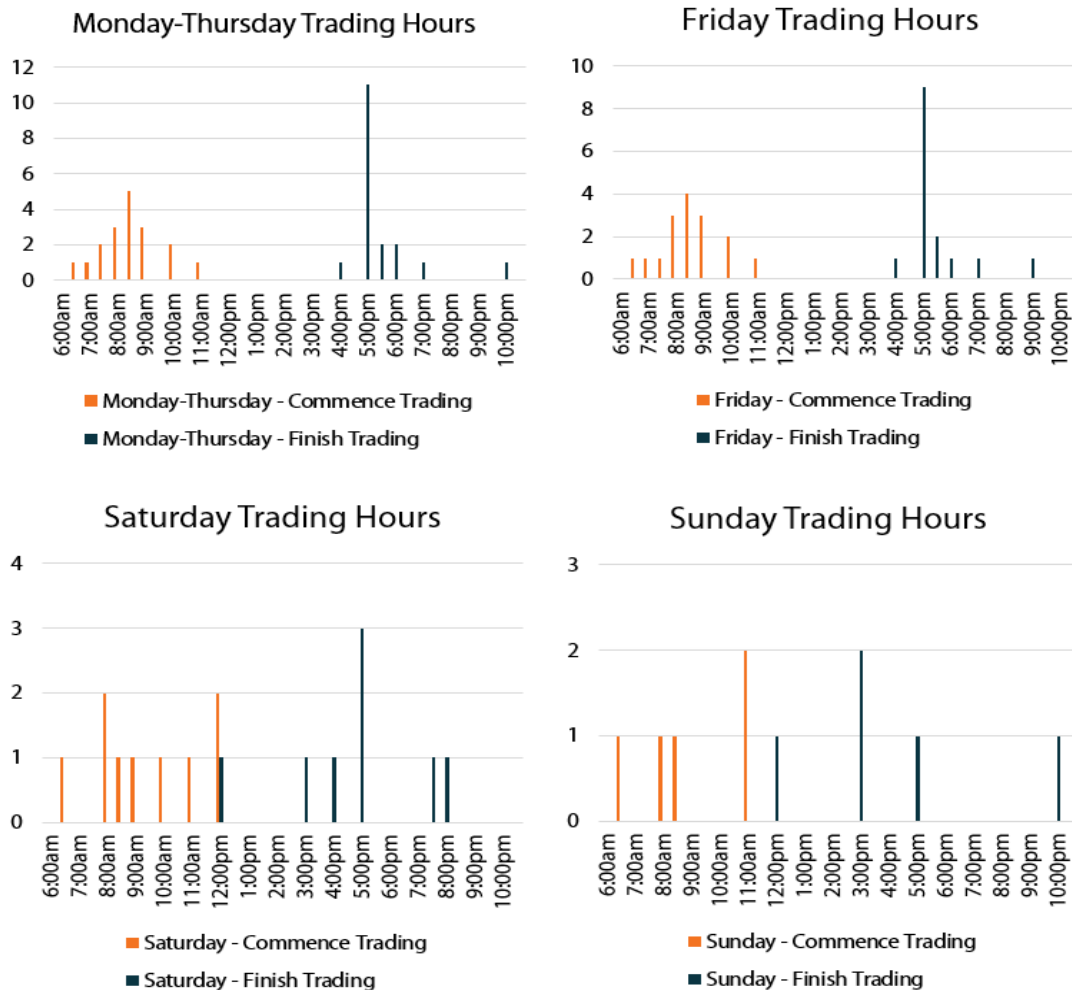 Monday-Thursday Trading Hours
12
10
8
6
4
2
0
6:00am
7:00am
8:00am
9:00am
10:00am
11:00am
12:00pm
1:00pm
2:00pm
3:00pm
4:00pm
5:00pm
6:00pm
7:00pm
8:00pm
9:00pm
10:00pm
Monday-Thursday - Commence Trading
Monday-Thursday - Finish Trading
Friday Trading Hours
10
8
6
4
2
0
6:00am
7:00am
8:00am
9:00am
10:00am
11:00am
12:00pm
1:00pm
2:00pm
3:00pm
4:00pm
5:00pm
6:00pm
7:00pm
8:00pm
9:00pm
10:00pm
Friday - Commence Trading
Friday - Finish Trading
Saturday Trading Hours
4
3
2
1
0
6:00am
7:00am
8:00am
9:00am
10:00am
11:00am
12:00pm
1:00pm
2:00pm
3:00pm
4:00pm
5:00pm
6:00pm
7:00pm
8:00pm
9:00pm
10:00pm
Saturday - Commence Trading
Saturday - Finish Trading
Sunday Trading Hours
3
2
1
0
6:00am
7:00am
8:00am
9:00am
10:00am
11:00am
12:00pm
1:00pm
2:00pm
3:00pm
4:00pm
5:00pm
6:00pm
7:00pm
8:00pm
9:00pm
10:00pm
Sunday - Commence Trading
Sunday - Finish Trading